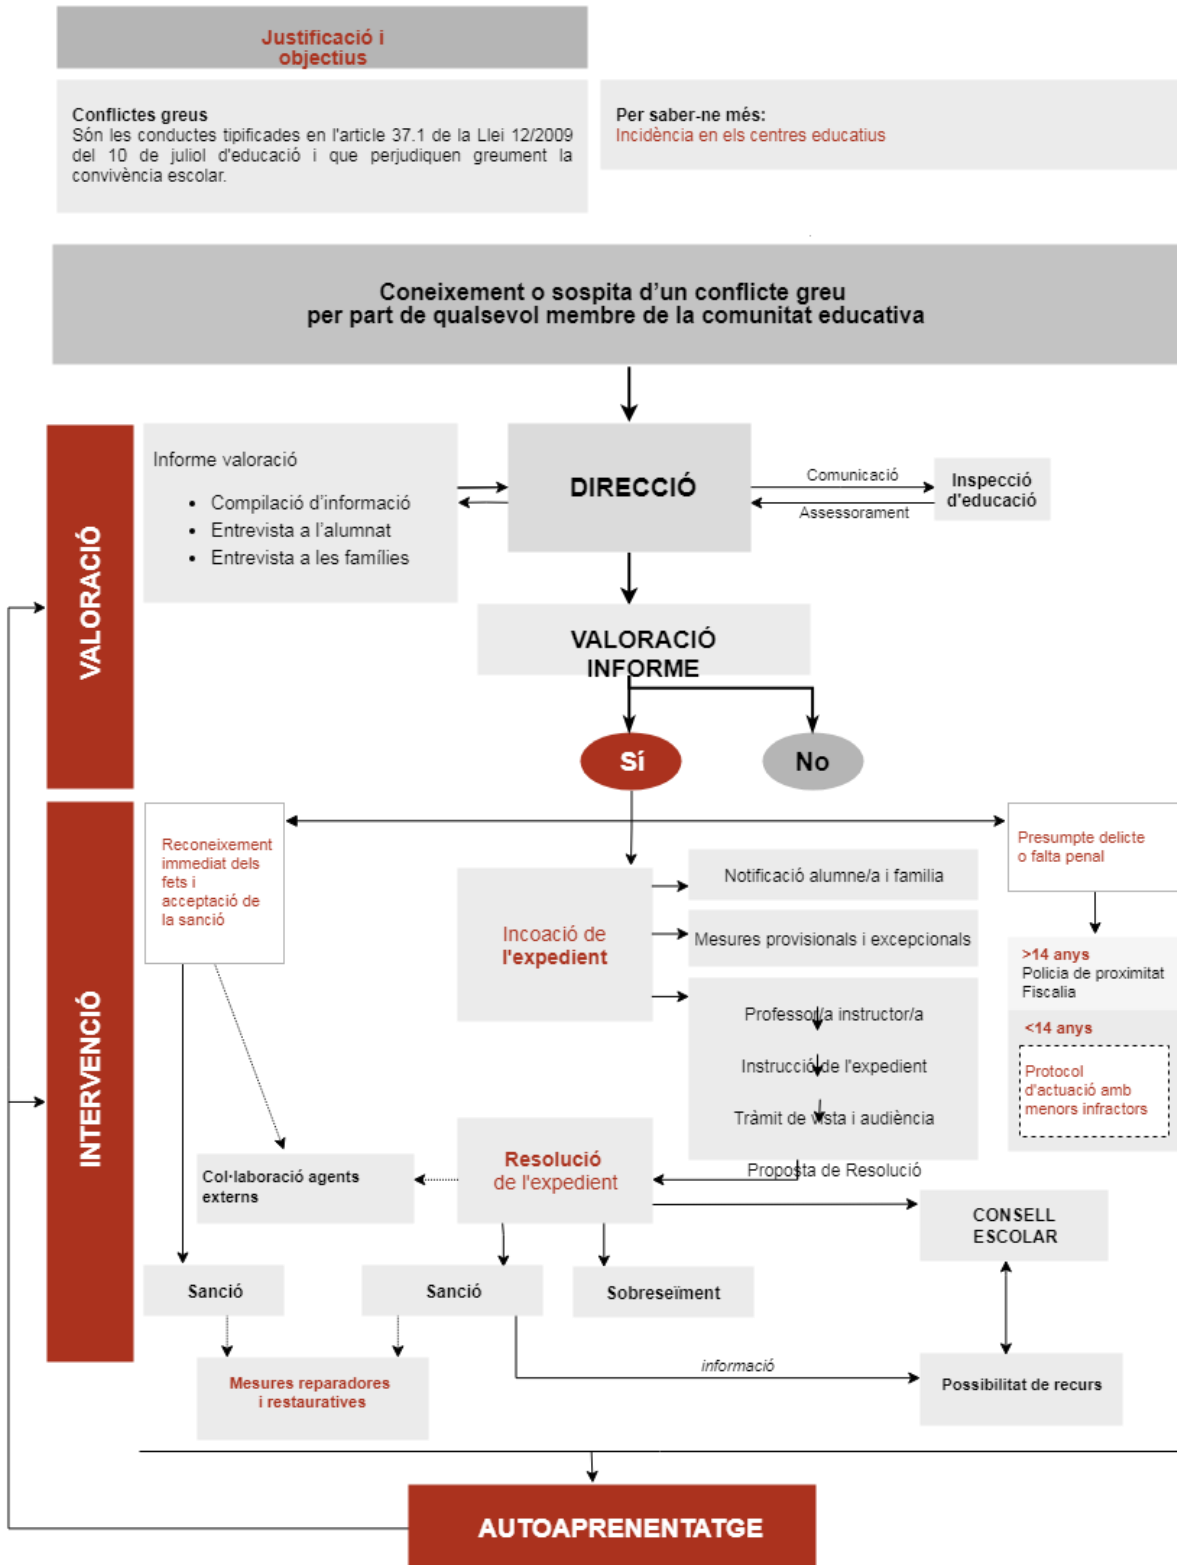 Justificació i
objectius
Conflictes greus
Són les conductes tipificades en l'article 37.1 de la Llei 12/2009
del 10 de juliol d'educació i que perjudiquen greument la
convivència escolar.
Per saber-ne més:
Incidència en els centres educatius
Coneixement o sospita d'un conflicte greu
per part de qualsevol membre de la comunitat educativa
VALORACIÓ
Informe valoració
• Compilació d'informació
• Entrevista a l'alumnat
• Entrevista a les famílies
DIRECCIÓ
Comunicació
Assessorament
Inspecció
d'educació
VALORACIÓ
INFORME
Sí
No
INTERVENCIÓ
Reconeixement
immediat dels
fets i
acceptació de
la sanció
Incoació de
l'expedient
Notificació alumne/a i familia
Mesures provisionals i excepcionals
Professor/a instructor/a
Instrucció de l'expedient
Tràmit de vista i audiència
Proposta de Resolució
Presumpte delicte
o falta penal
>14 anys
Policia de proximitat
Fiscalia
<14 anys
Protocol
d'actuació amb
menors infractors
Col·laboració agents
externs
Resolució
de l'expedient
CONSELL
ESCOLAR
Sanció
Sanció
Sobreseïment
Mesures reparadores
i restauratives
informació
Possibilitat de recurs
AUTOAPRENENTATGE